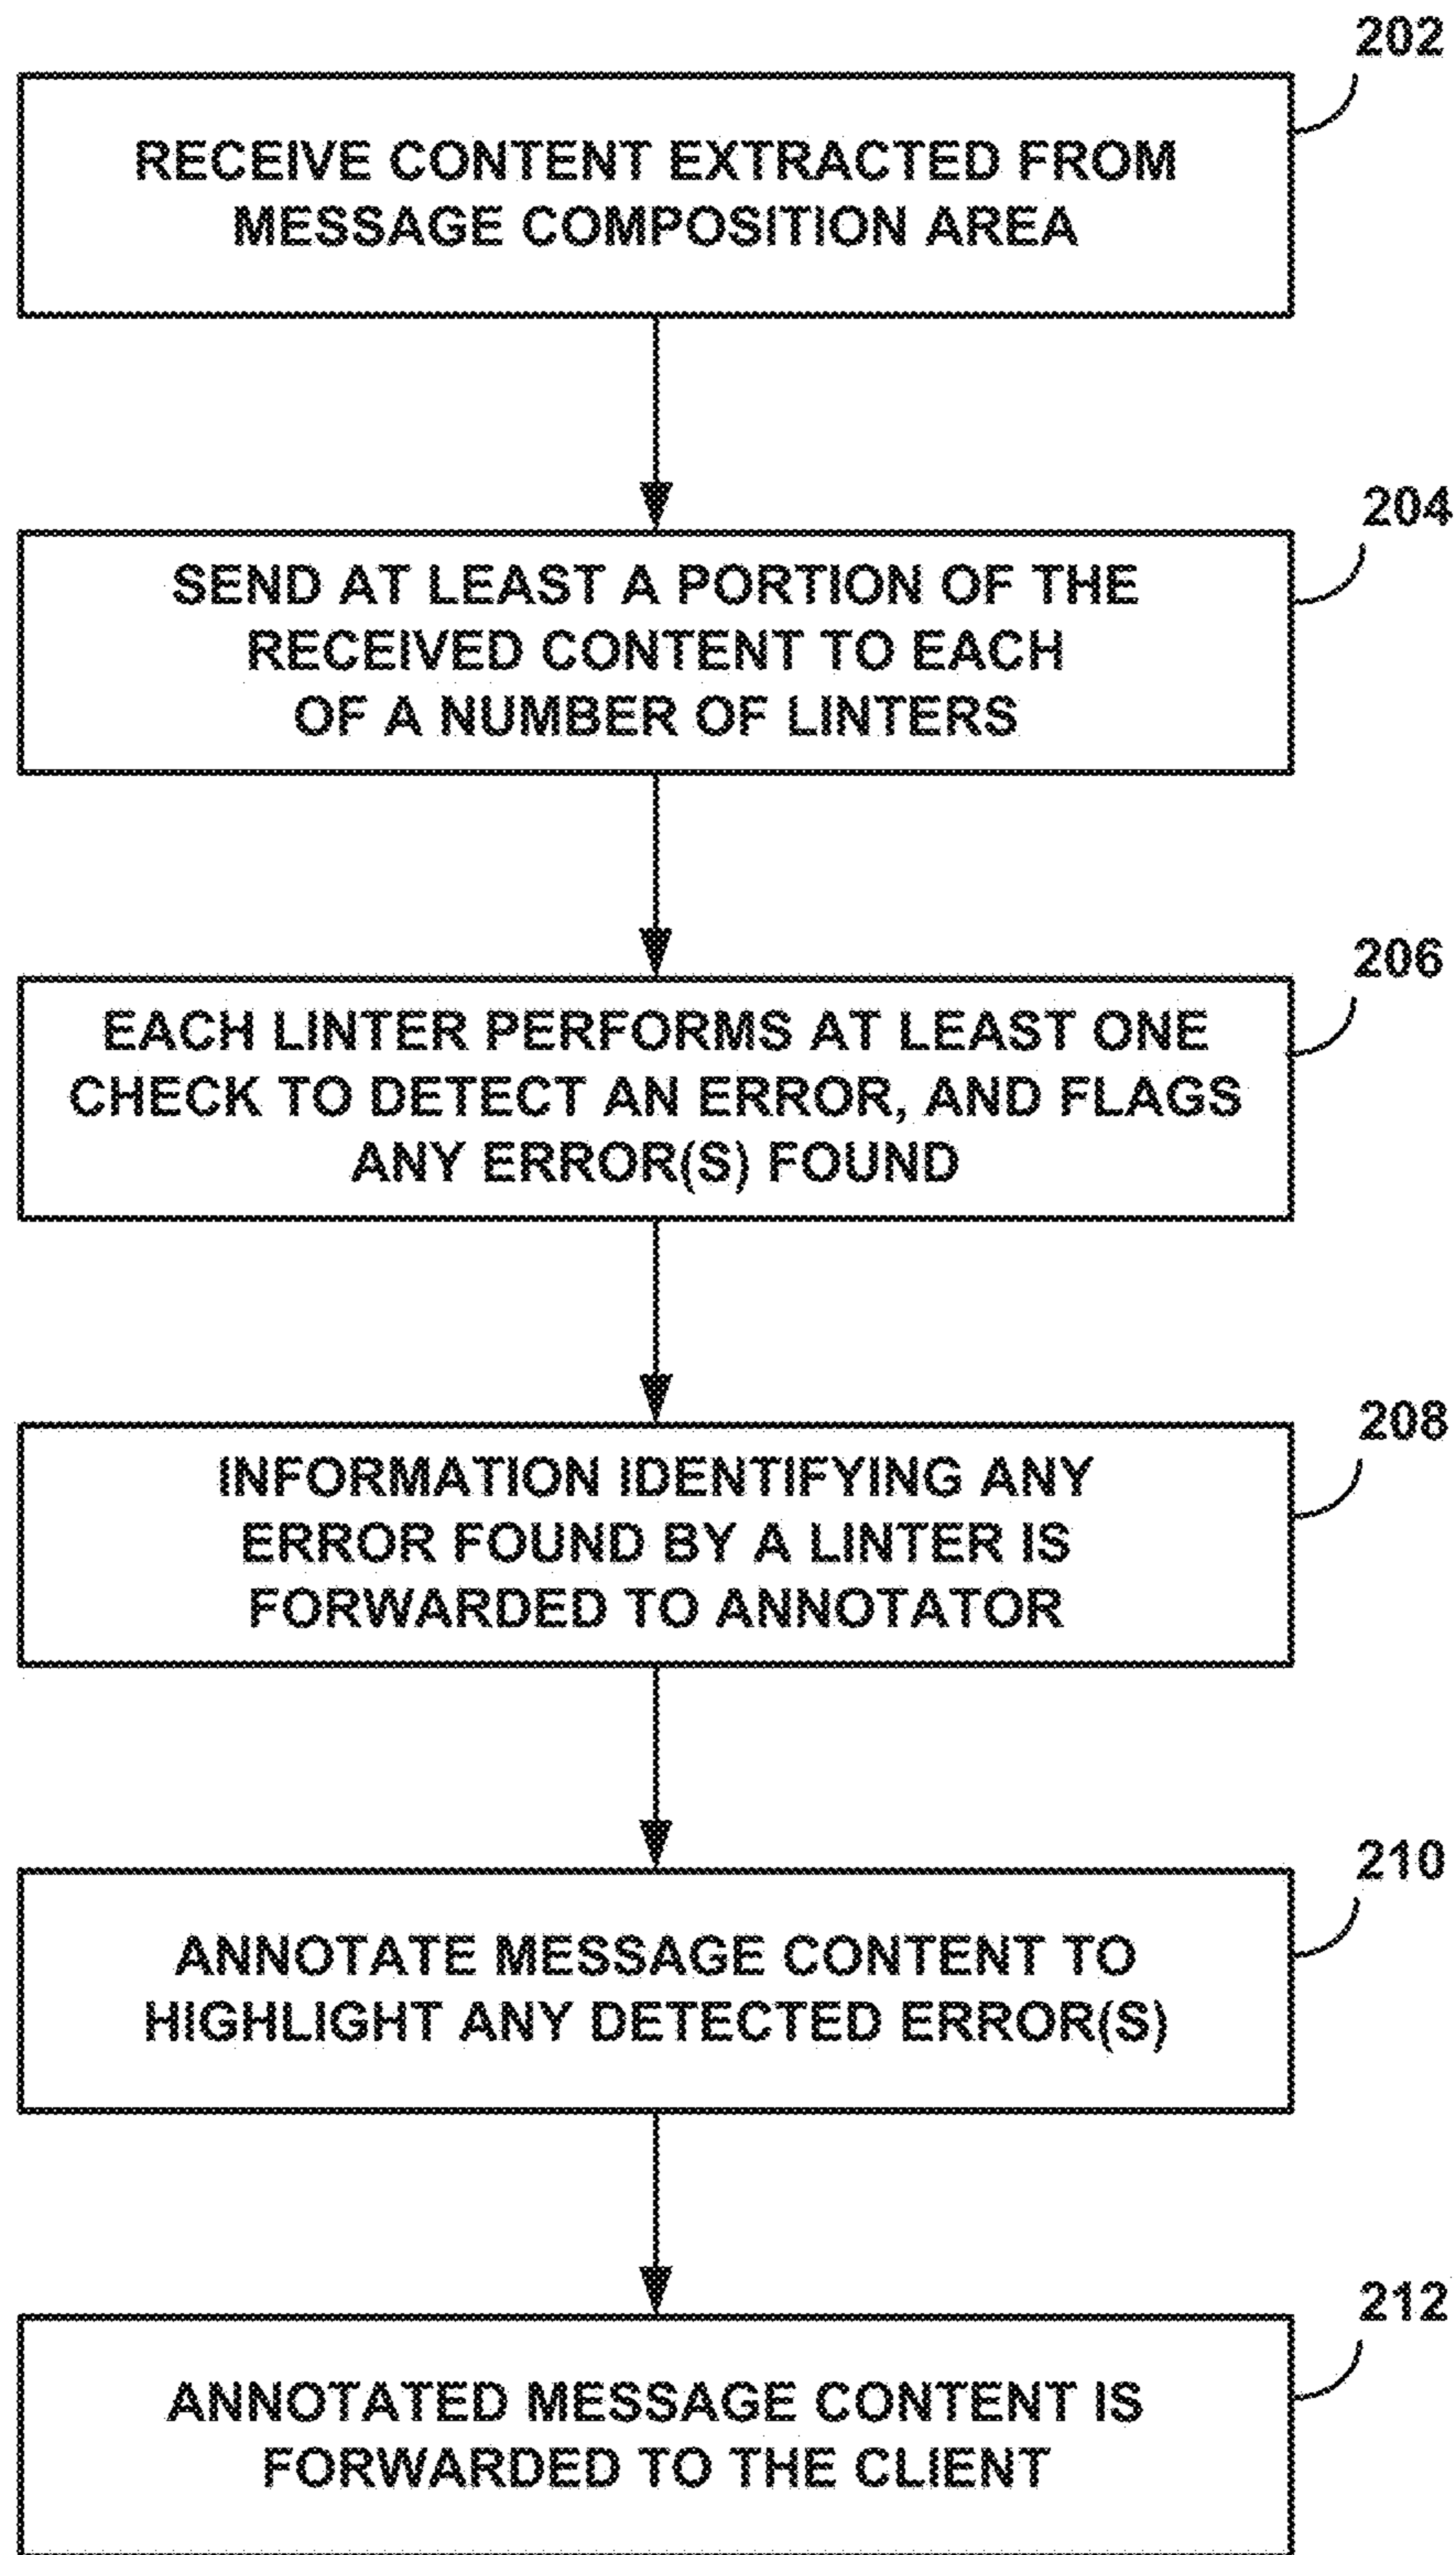 202
RECEIVE CONTENT EXTRACTED FROM
MESSAGE COMPOSITION AREA
204
SEND AT LEAST A PORTION OF THE
RECEIVED CONTENT TO EACH
OF A NUMBER OF LINTERS
206
EACH LINTER PERFORMS AT LEAST ONE
CHECK TO DETECT AN ERROR, AND FLAGS
ANY ERROR(S) FOUND
208
INFORMATION IDENTIFYING ANY
ERROR FOUND BY A LINTER IS
FORWARDED TO ANNOTATOR
210
ANNOTATE MESSAGE CONTENT TO
HIGHLIGHT ANY DETECTED ERROR(S)
212
ANNOTATED MESSAGE CONTENT IS
FORWARDED TO THE CLIENT